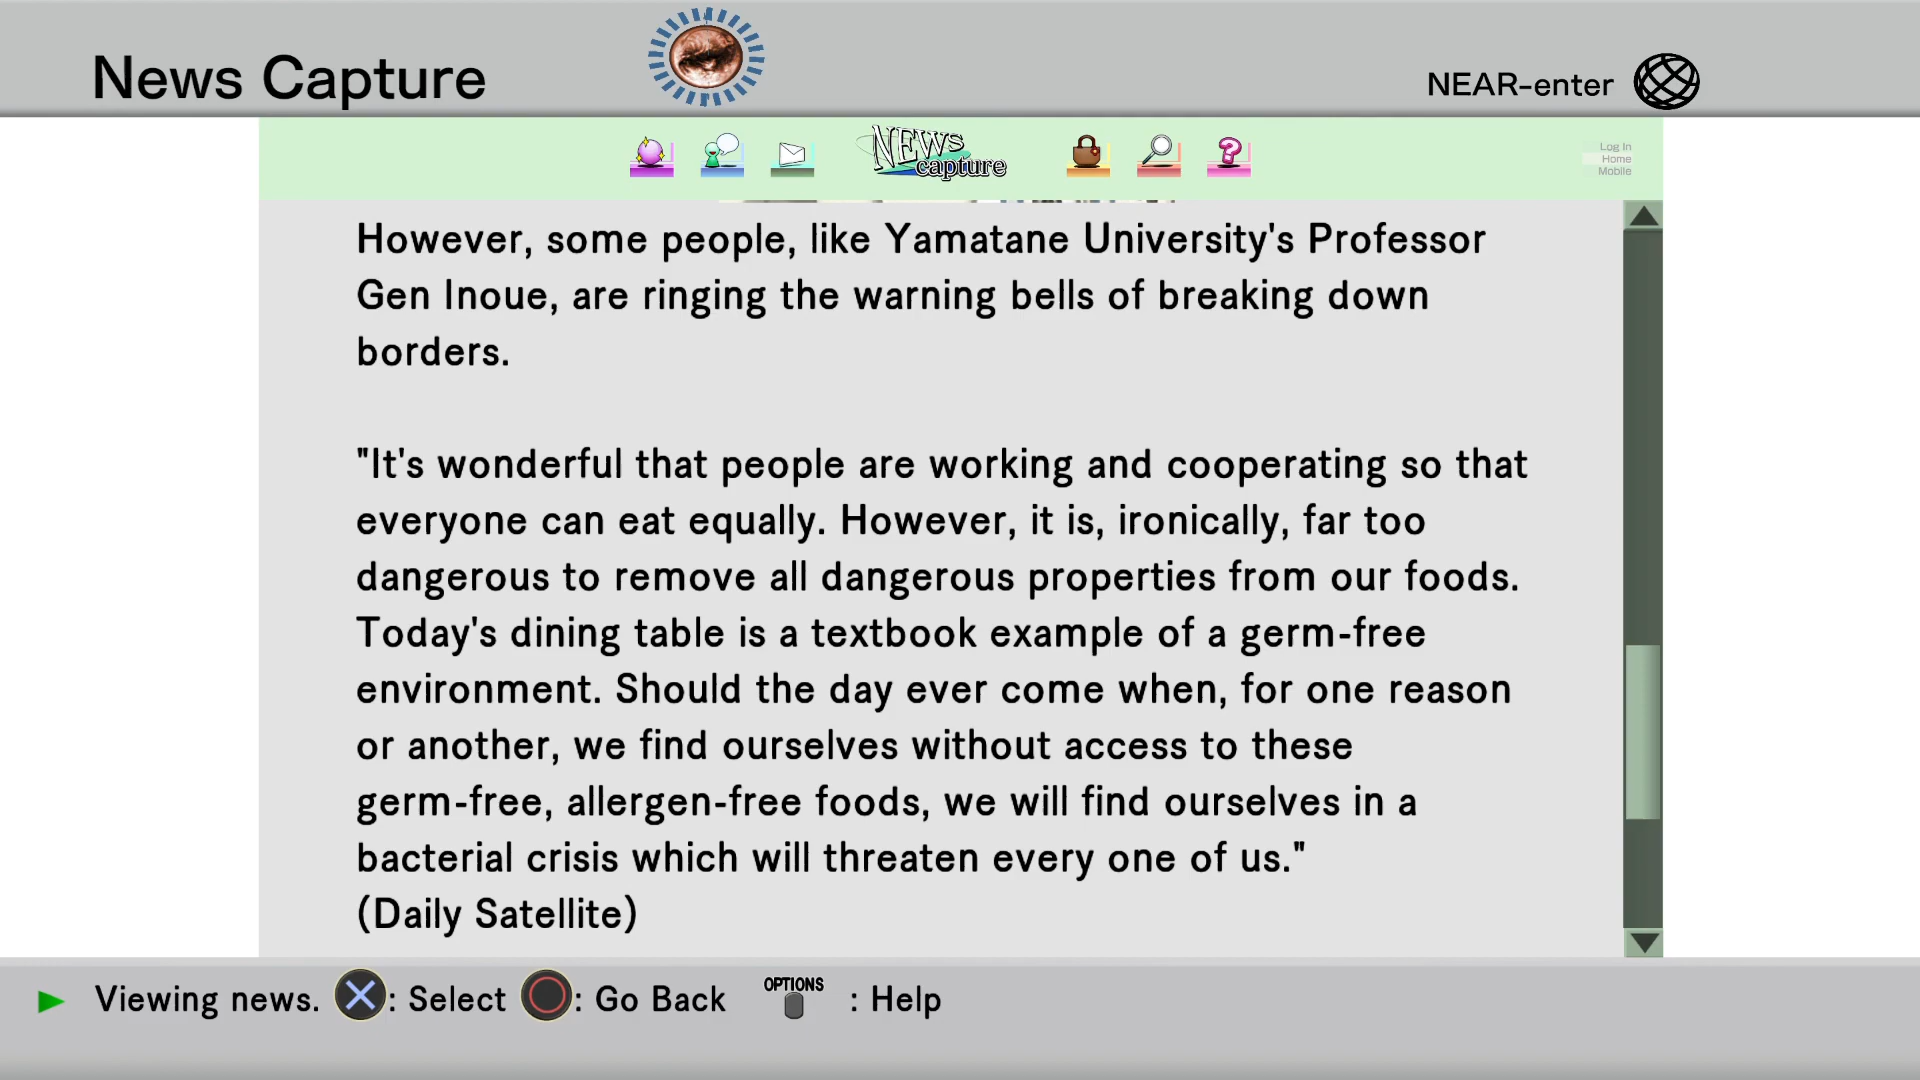 News Capture
NEAR-enter
NEWS
capture
Log In
Home
Mobile
However, some people, like Yamatane University's Professor
Gen Inoue, are ringing the warning bells of breaking down
borders.
"It's wonderful that people are working and cooperating so that
everyone can eat equally. However, it is, ironically, far too
dangerous to remove all dangerous properties from our foods.
Today's dining table is a textbook example of a germ-free
environment. Should the day ever come when, for one reason
or another, we find ourselves without access to these
germ-free, allergen-free foods, we will find ourselves in a
bacterial crisis which will threaten every one of us."
(Daily Satellite)
Viewing news. : Select : Go Back OPTIONS : Help